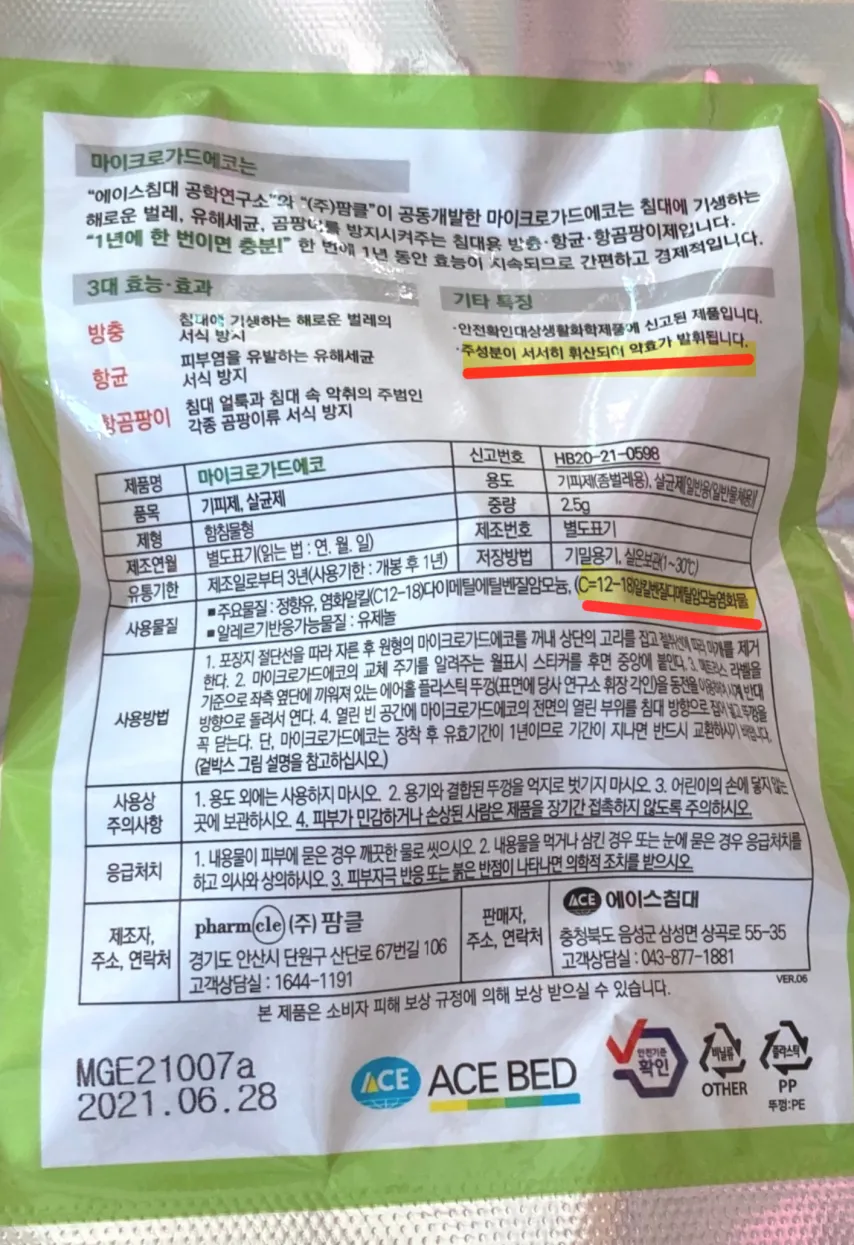 마이크로가드에코는
“에이스침대 공학연구소”와 “(주)팜클”이 공동개발한 마이크로가드에코는 침대에 기생하는
해로운 벌레, 유해세균, 곰팡이를 방지시켜주는 침대용 방충·항균·항곰팡이제입니다.
“1년에 한 번이면 충분!” 한 번에 1년 동안 효능이 지속되므로 간편하고 경제적입니다.
3대 효능·효과
방충
침대에 기생하는 해로운 벌레의
서식 방지
항균
피부염을 유발하는 유해세균
서식 방지
항곰팡이
침대 얼룩과 침대 속 악취의 주범인
각종 곰팡이류 서식 방지
기타 특징
·안전확인대상생활화학제품에 신고된 제품입니다.
·주성분이 서서히 휘산되어 약효가 발휘됩니다.
제품명 마이크로가드에코 신고번호 HB20-21-0598
품목 기피제, 살균제 용도 기피제(좀벌레용), 살균제[일반용(일반물체용)]
제형 함침물형 중량 2.5g
제조연월 별도표기(읽는 법 : 연. 월. 일) 제조번호 별도표기
유통기한 제조일로부터 3년(사용기한 : 개봉 후 1년) 저장방법 기밀용기, 실온보관(1~30℃)
사용물질
■주요물질 : 정향유, 염화알킬(C12-18)다이메틸에틸벤질암모늄, (C=12-18)알킬벤질디메틸암모늄염화물
■알레르기반응가능물질 : 유제놀
사용방법
1. 포장지 절단선을 따라 자른 후 원형의 마이크로가드에코를 꺼내 상단의 고리를 잡고 절취선에 따라 마개를 제거
한다. 2. 마이크로가드에코의 교체 주기를 알려주는 월표시 스티커를 후면 중앙에 붙인다. 3. 매트리스 라벨을
기준으로 좌측 옆단에 끼워져 있는 에어홀 플라스틱 뚜껑(표면에 당사 연구소 휘장 각인)을 동전을 이용하여 시계 반대
방향으로 돌려서 연다. 4. 열린 빈 공간에 마이크로가드에코의 전면의 열린 부위를 침대 방향으로 집어 넣고 뚜껑을
꼭 닫는다. 단, 마이크로가드에코는 장착 후 유효기간이 1년이므로 기간이 지나면 반드시 교환하시기 바랍니다.
(겉박스 그림 설명을 참고하십시오.)
사용상
주의사항
1. 용도 외에는 사용하지 마시오. 2. 용기와 결합된 뚜껑을 억지로 벗기지 마시오. 3. 어린이의 손에 닿지 않는
곳에 보관하시오. 4. 피부가 민감하거나 손상된 사람은 제품을 장기간 접촉하지 않도록 주의하시오.
응급처치
1. 내용물이 피부에 묻은 경우 깨끗한 물로 씻으시오. 2. 내용물을 먹거나 삼킨 경우 또는 눈에 묻은 경우 응급처치를
하고 의사와 상의하시오. 3. 피부자극 반응 또는 붉은 반점이 나타나면 의학적 조치를 받으시오.
제조자,
주소, 연락처
pharmcle (주) 팜클
경기도 안산시 단원구 산단로 67번길 106
고객상담실 : 1644-1191
판매자,
주소, 연락처
ACE 에이스침대
충청북도 음성군 삼성면 상곡로 55-35
고객상담실 : 043-877-1881
VER.06
본 제품은 소비자 피해 보상 규정에 의해 보상 받으실 수 있습니다.
MGE21007a
2021.06.28
ACE ACE BED
안전기준
확인
비닐류
OTHER
플라스틱
PP
뚜껑:PE